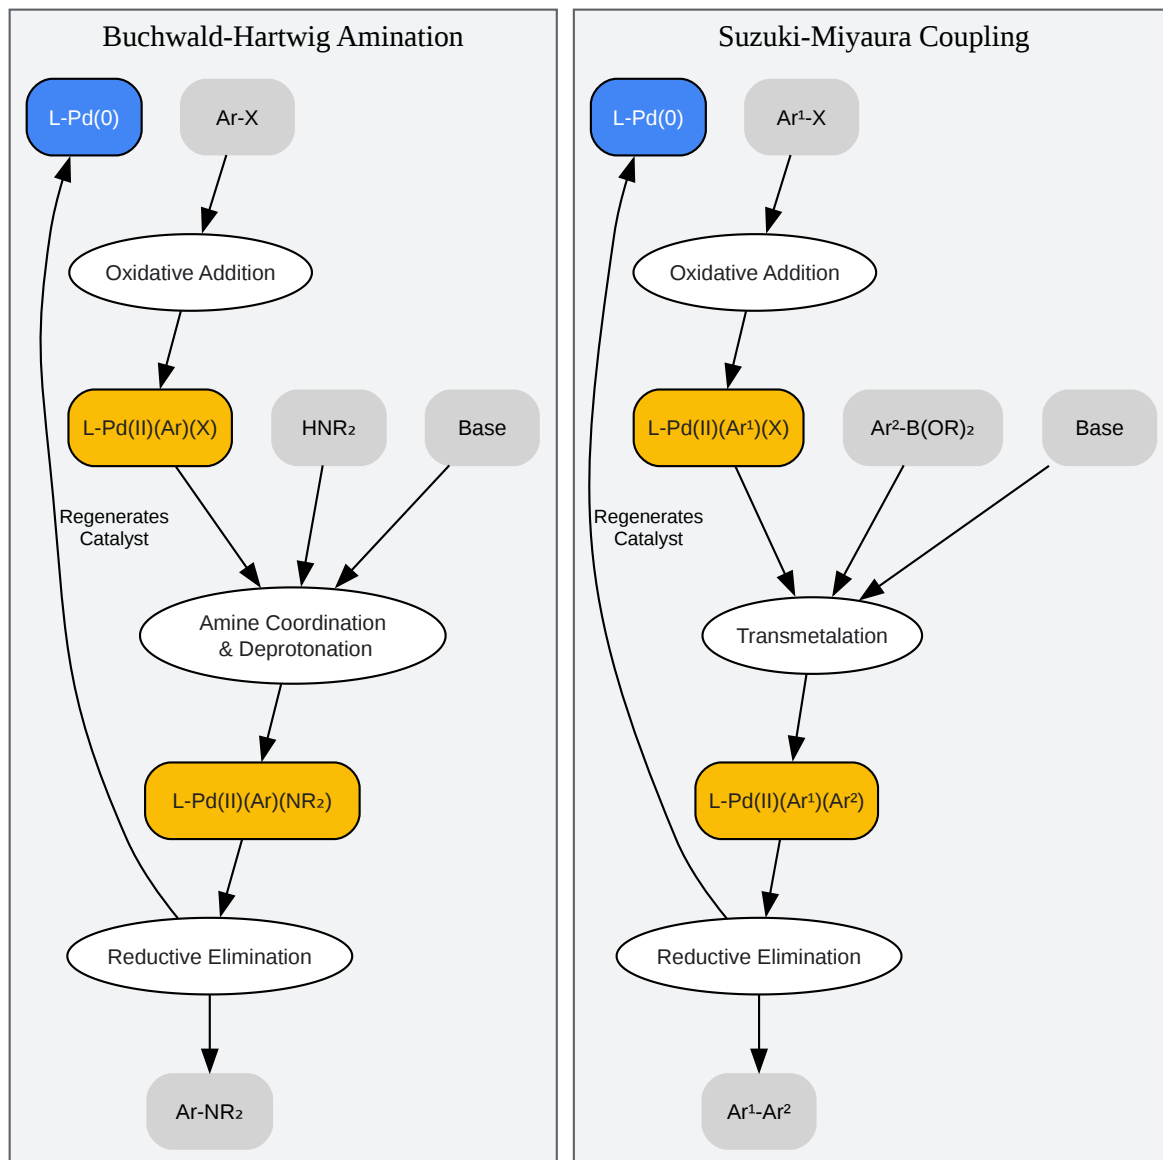 Buchwald-Hartwig Amination
L-Pd(0)
Ar-X
Oxidative Addition
L-Pd(II)(Ar)(X)
HNR₂
Base
Regenerates
Catalyst
Amine Coordination
& Deprotonation
L-Pd(II)(Ar)(NR₂)
Reductive Elimination
Ar-NR₂
Suzuki-Miyaura Coupling
L-Pd(0)
Ar¹-X
Oxidative Addition
L-Pd(II)(Ar¹)(X)
Ar²-B(OR)₂
Base
Regenerates
Catalyst
Transmetalation
L-Pd(II)(Ar¹)(Ar²)
Reductive Elimination
Ar¹-Ar²